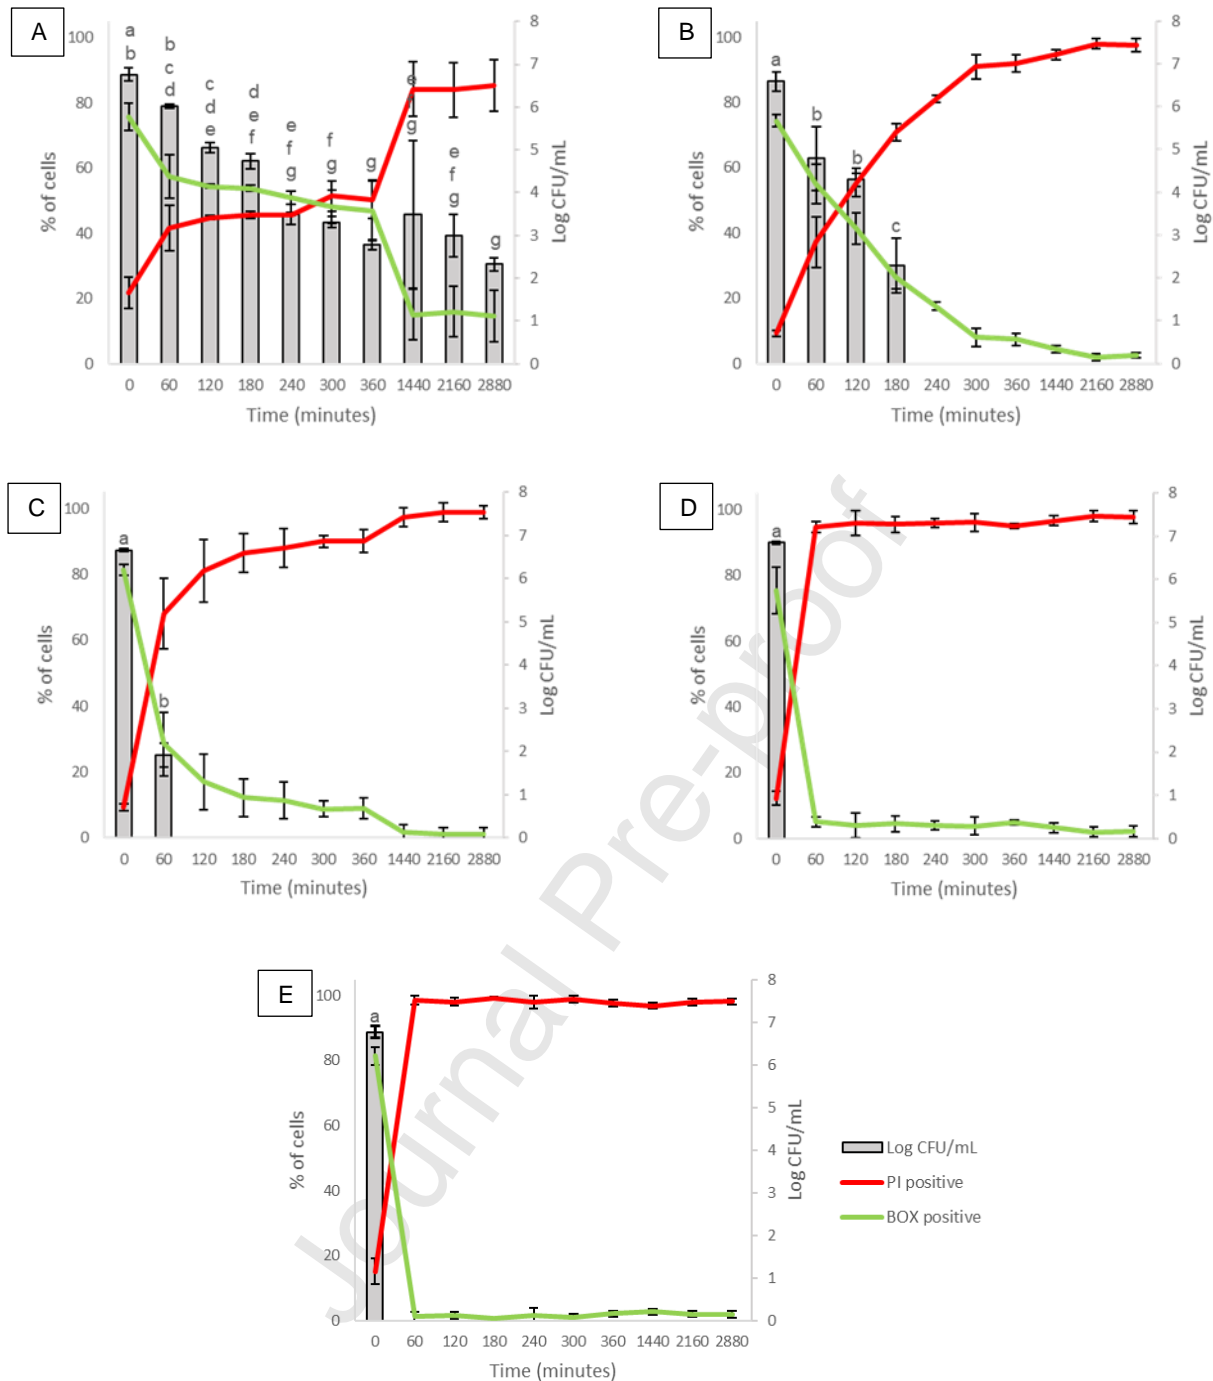 A
% of cells
100
80
60
40
20
0
a
b
b
c
d
c
d
e
d
e
f
e
f
g
f
g
g
e
f
g
e
f
g
g
8
7
6
5
4
3
2
1
0
Log CFU/mL
0 60 120 180 240 300 360 1440 2160 2880
Time (minutes)
B
% of cells
100
80
60
40
20
0
a
b
b
c
8
7
6
5
4
3
2
1
0
Log CFU/mL
0 60 120 180 240 300 360 1440 2160 2880
Time (minutes)
C
% of cells
100
80
60
40
20
0
a
b
8
7
6
5
4
3
2
1
0
Log CFU/mL
0 60 120 180 240 300 360 1440 2160 2880
Time (minutes)
D
% of cells
100
80
60
40
20
0
a
8
7
6
5
4
3
2
1
0
Log CFU/mL
0 60 120 180 240 300 360 1440 2160 2880
Time (minutes)
E
% of cells
100
80
60
40
20
0
a
8
7
6
5
4
3
2
1
0
Log CFU/mL
0 60 120 180 240 300 360 1440 2160 2880
Time (minutes)
Log CFU/mL
PI positive
BOX positive
Journal Pre-proof